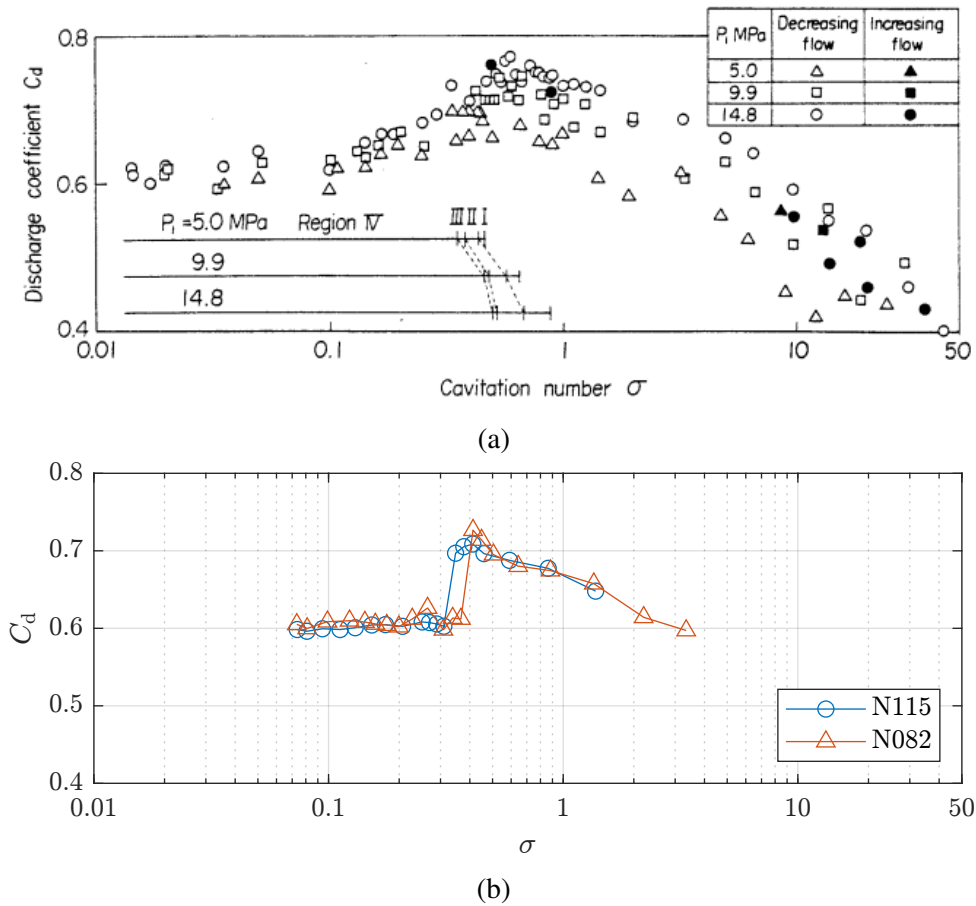 0.8
0.6
0.4
Discharge coefficient Cd
P₁ MPa Decreasing flow Increasing flow
5.0 △ ▲
9.9 □ ■
14.8 ○ ●
P₁ = 5.0 MPa Region IV III II I
9.9
14.8
0.01 0.1 1 10 50
Cavitation number σ
(a)
0.8
0.7
0.6
0.5
0.4
C_d
N115
N082
0.01 0.1 1 10 50
σ
(b)